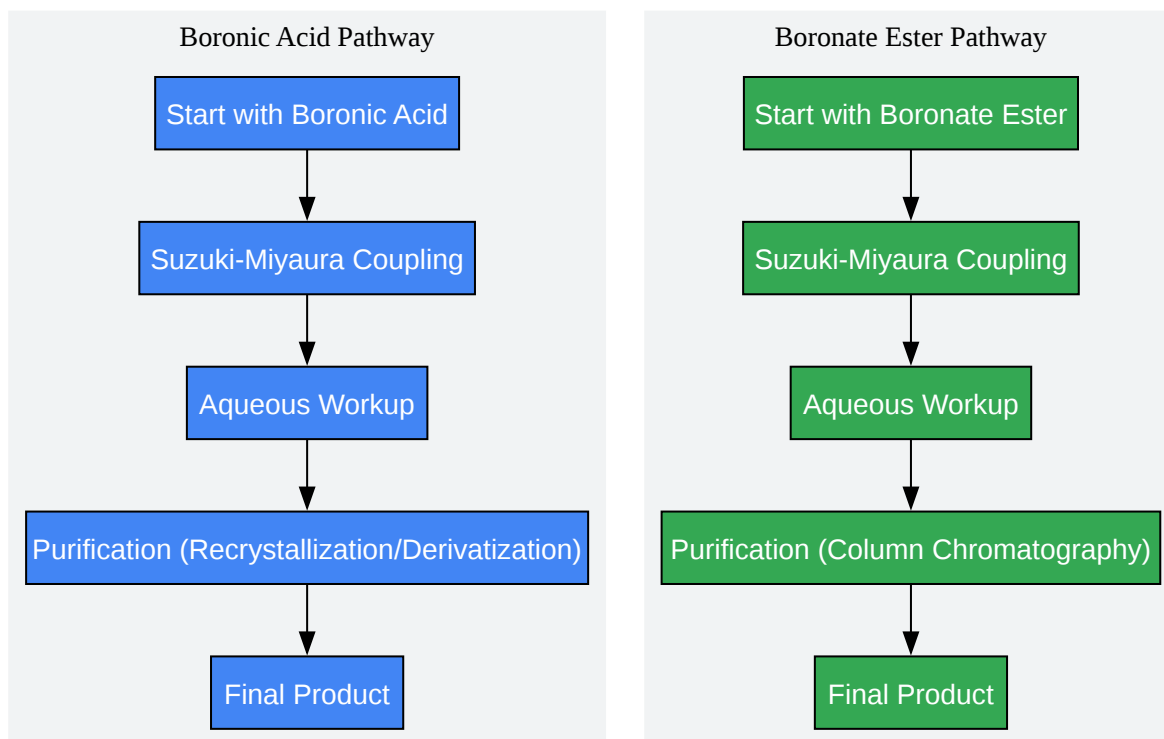 Boronic Acid Pathway
Start with Boronic Acid
Suzuki-Miyaura Coupling
Aqueous Workup
Purification (Recrystallization/Derivatization)
Final Product
Boronate Ester Pathway
Start with Boronate Ester
Suzuki-Miyaura Coupling
Aqueous Workup
Purification (Column Chromatography)
Final Product